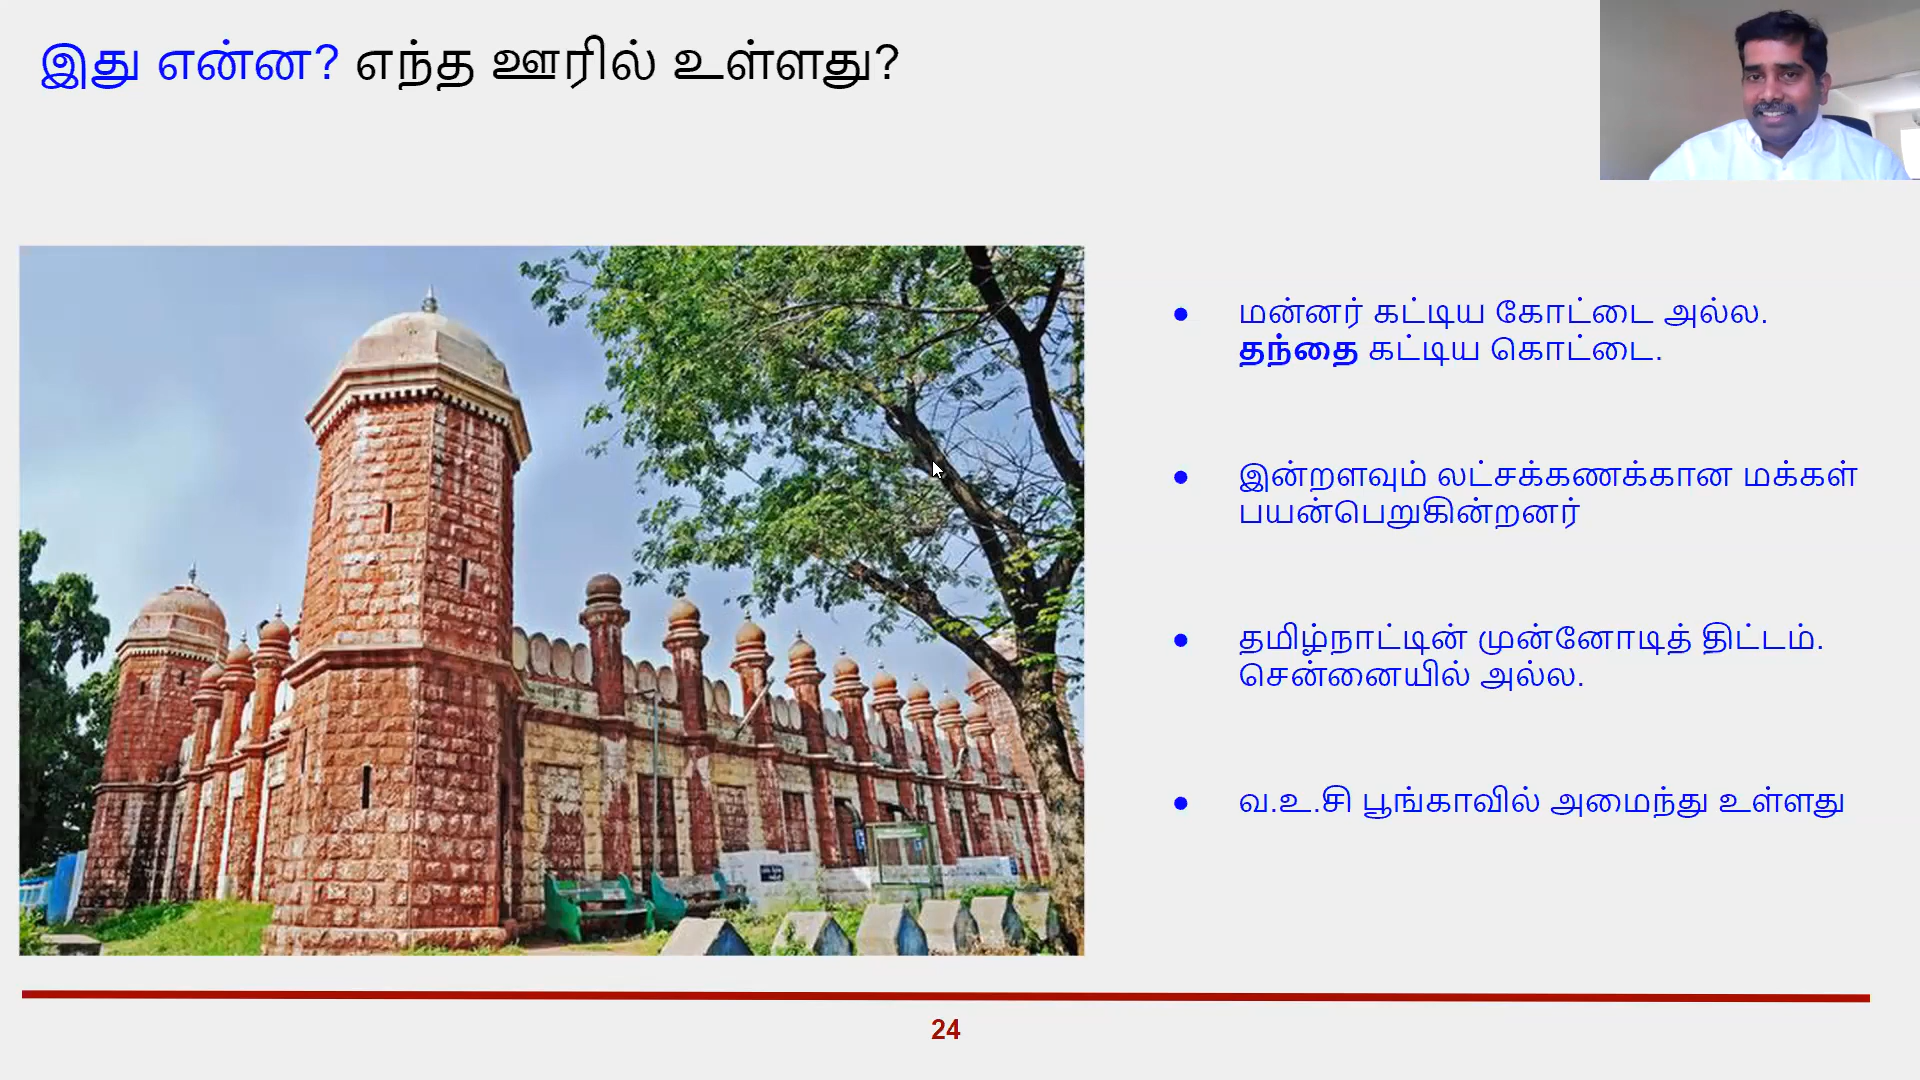 இது என்ன? எந்த ஊரில் உள்ளது?
● மன்னர் கட்டிய கோட்டை அல்ல.
தந்தை கட்டிய கொட்டை.
● இன்றளவும் லட்சக்கணக்கான மக்கள்
பயன்பெறுகின்றனர்
● தமிழ்நாட்டின் முன்னோடித் திட்டம்.
சென்னையில் அல்ல.
● வ.உ.சி பூங்காவில் அமைந்து உள்ளது
24